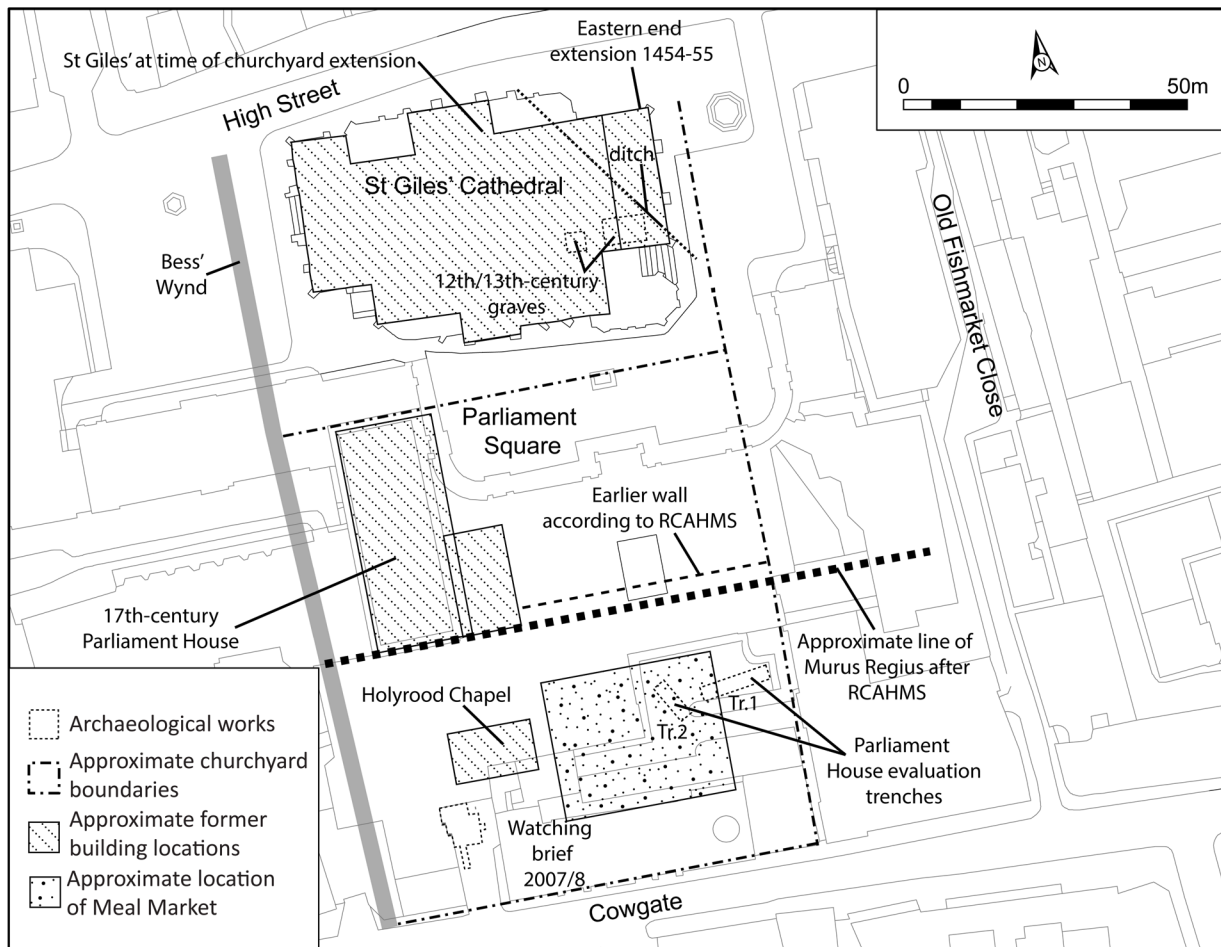 Eastern end
extension 1454-55
St Giles' at time of churchyard extension
High Street
N
0
50m
ditch
St Giles' Cathedral
Old Fishmarket Close
Bess'
Wynd
12th/13th-century
graves
Parliament
Square
Earlier wall
according to RCAHMS
17th-century
Parliament House
Approximate line of
Murus Regius after
RCAHMS
Holyrood Chapel
Tr.1
Tr.2
Parliament
House evaluation
trenches
Watching
brief
2007/8
Cowgate
Archaeological works
Approximate churchyard
boundaries
Approximate former
building locations
Approximate location
of Meal Market